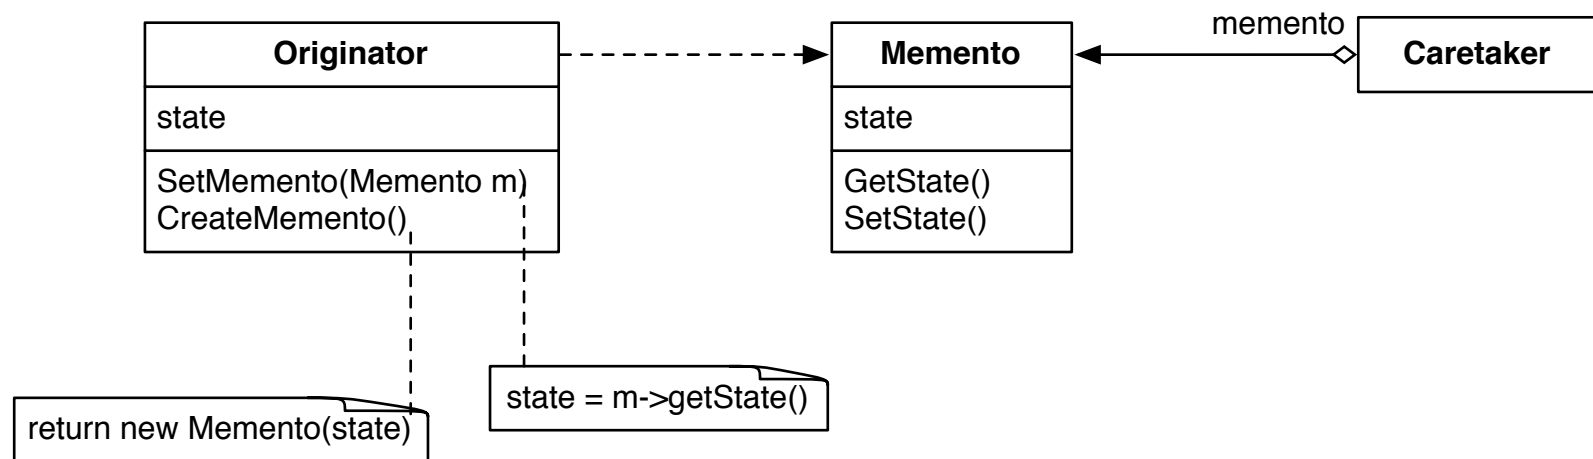 Originator
state
SetMemento(Memento m)
CreateMemento()
Memento
state
GetState()
SetState()
memento
Caretaker
return new Memento(state)
state = m->getState()